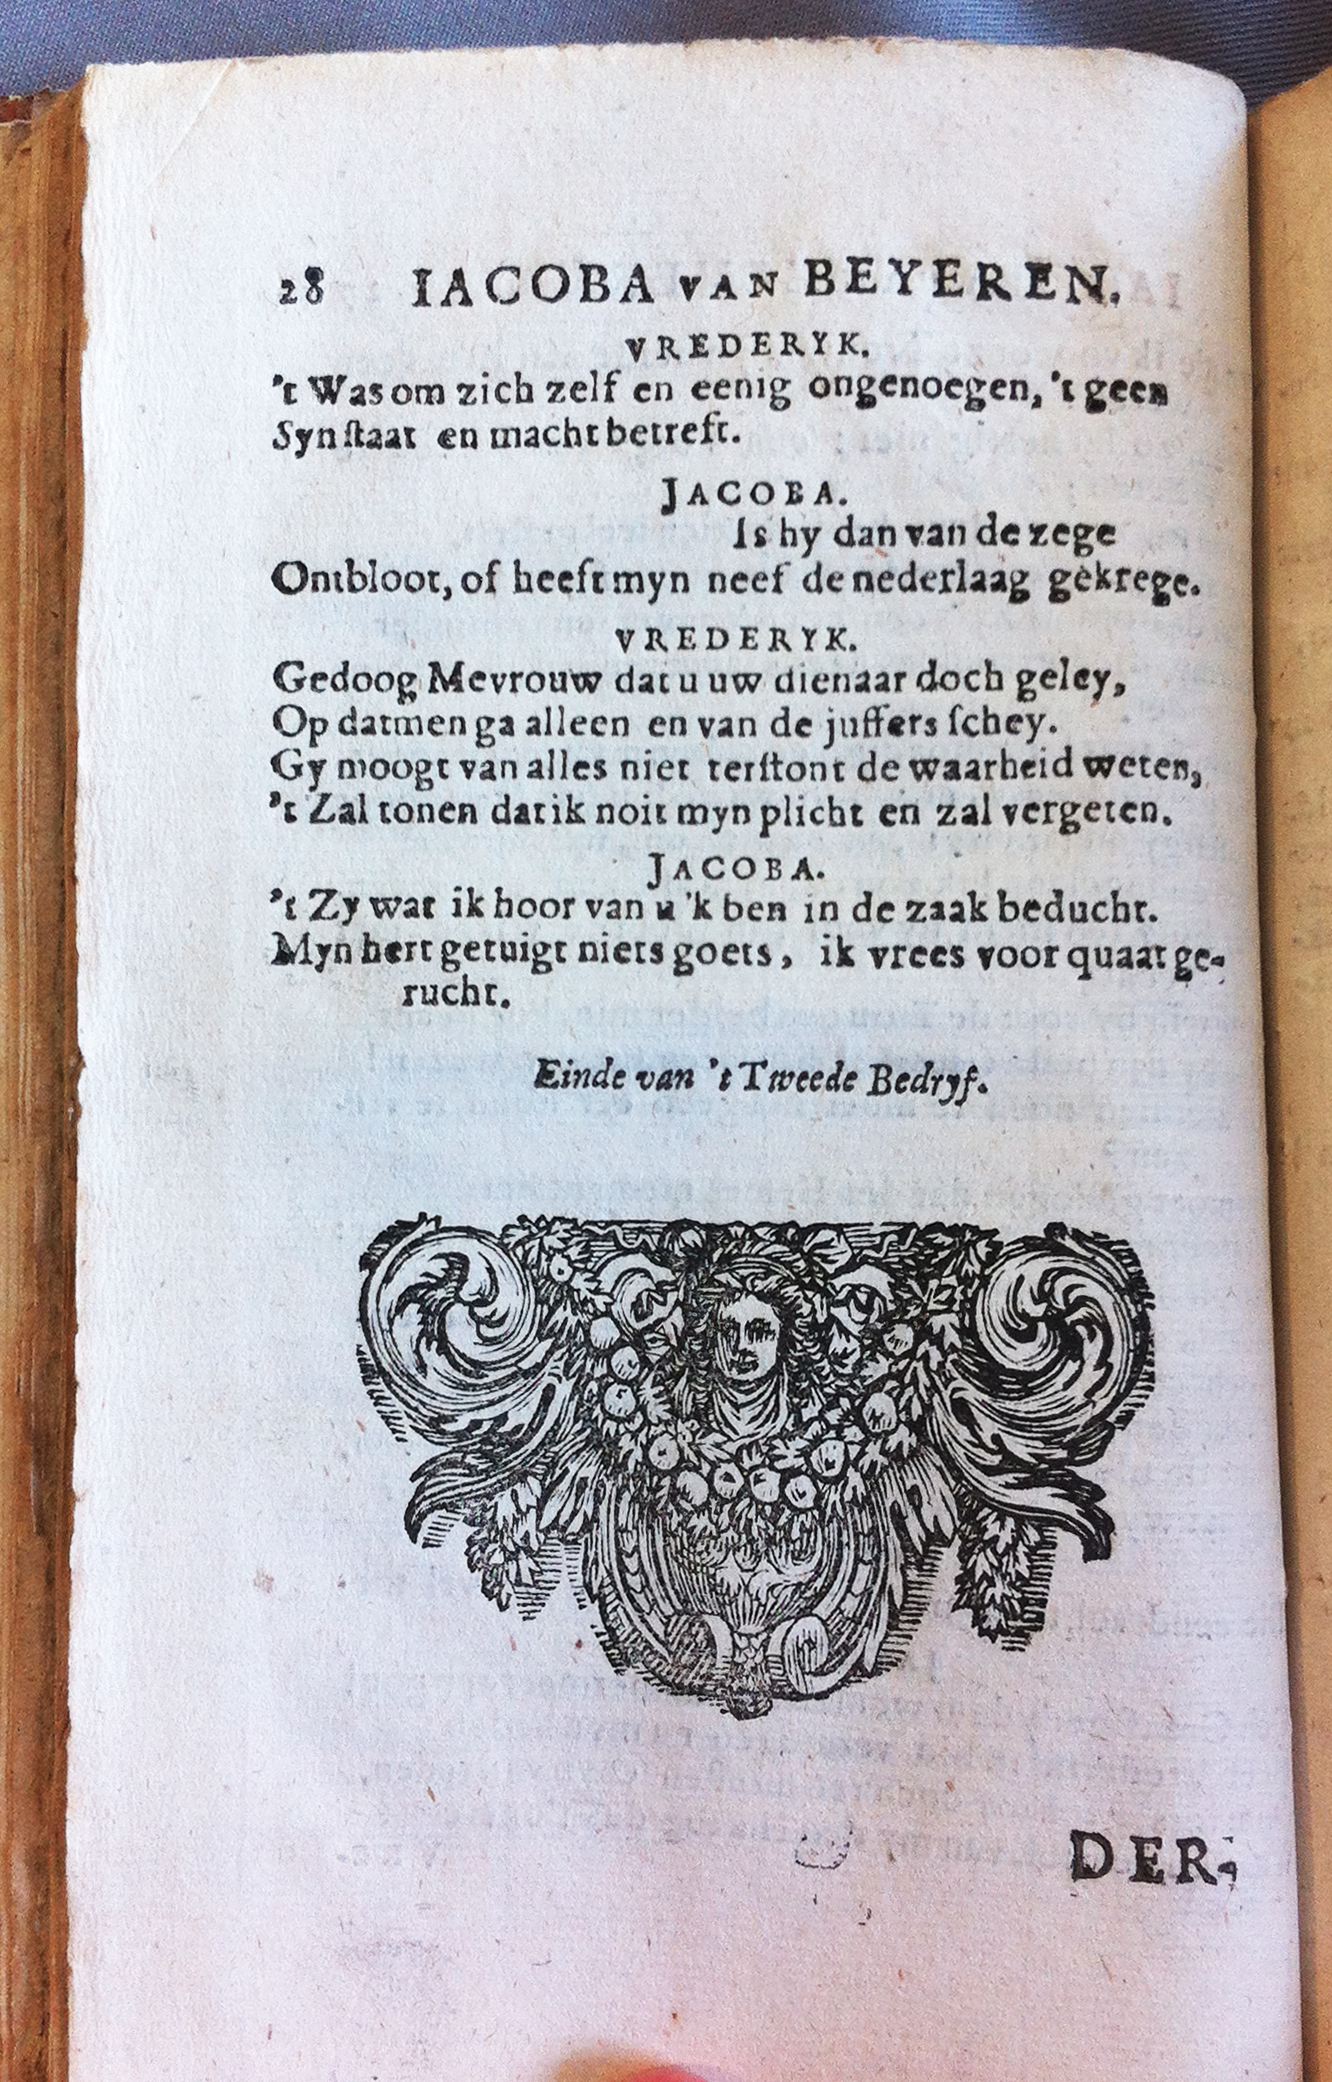 28 IACOBA VAN BEYEREN.
VREDERYK.
't Was om zich zelf en eenig ongenoegen, 't geen
Syn ſtaat en macht betreft.
JACOBA.
Is hy dan van de zege
Ontbloot, of heeft myn neef de nederlaag gekrege.
VREDERYK.
Gedoog Mevrouw dat u uw dienaar doch geley,
Op datmen ga alleen en van de juffers ſchey.
Gy moogt van alles niet terſtont de waarheid weten,
't Zal tonen dat ik noit myn plicht en zal vergeten.
JACOBA.
't Zy wat ik hoor van u 'k ben in de zaak beducht.
Myn hert getuigt niets goets, ik vrees voor quaat ge-
rucht.
Einde van 't Tweede Bedryf.
DER-